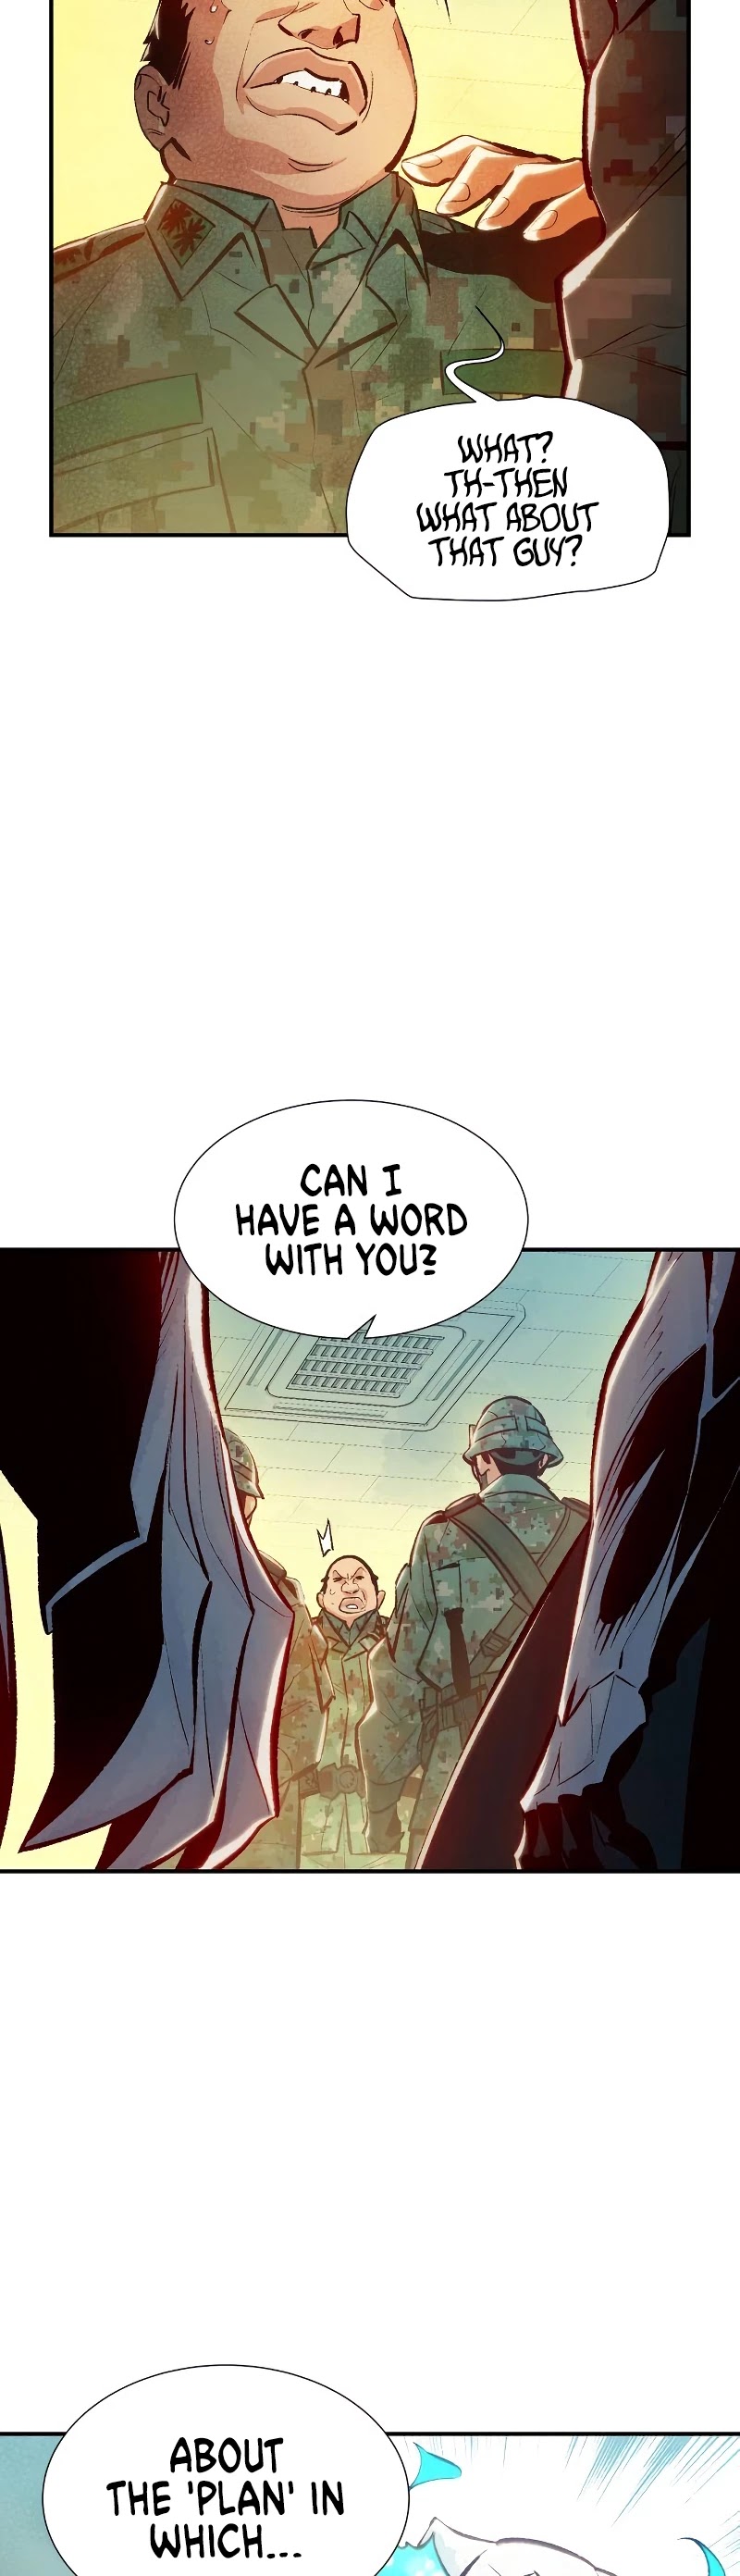 WHAT?
TH-THEN
WHAT ABOUT
THAT GUY?
CAN I
HAVE A WORD
WITH YOU?
ABOUT
THE 'PLAN' IN
WHICH...